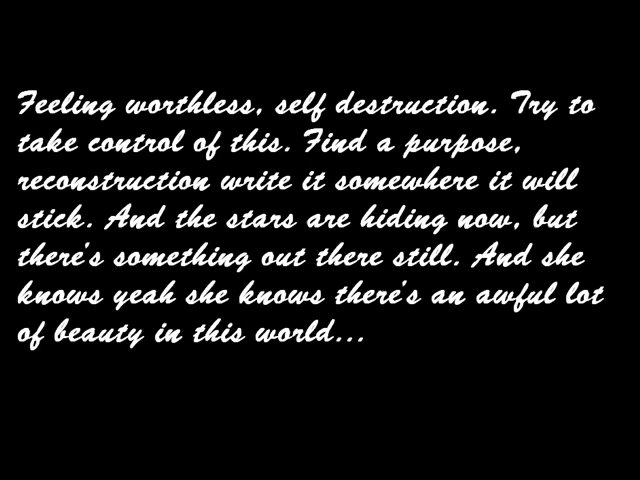 Feeling worthless, self destruction. Try to
take control of this. Find a purpose,
reconstruction write it somewhere it will
stick. And the stars are hiding now, but
there's something out there still. And she
knows yeah she knows there's an awful lot
of beauty in this world...